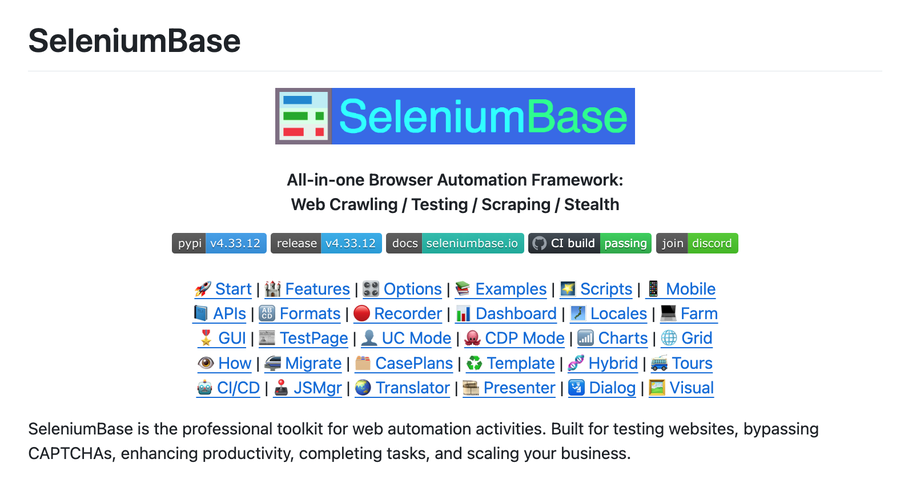 SeleniumBase
SeleniumBase
All-in-one Browser Automation Framework:
Web Crawling / Testing / Scraping / Stealth
pypi v4.33.12 release v4.33.12 docs seleniumbase.io CI build passing join discord
🚀 Start | 🏰 Features | 🎛️ Options | 📚 Examples | 🌠 Scripts | 📱 Mobile
📘 APIs | 🔠 Formats | 🔴 Recorder | 📊 Dashboard | 🗾 Locales | 💻 Farm
🎖️ GUI | 📰 TestPage | 👤 UC Mode | 🐙 CDP Mode | 📶 Charts | 🌐 Grid
👁️ How | 🚝 Migrate | 🗂️ CasePlans | ♻️ Template | 🧬 Hybrid | 🚎 Tours
🤖 CI/CD | 🕹️ JSMgr | 🌏 Translator | 🎞️ Presenter | 🛂 Dialog | 🖼️ Visual
SeleniumBase is the professional toolkit for web automation activities. Built for testing websites, bypassing
CAPTCHAs, enhancing productivity, completing tasks, and scaling your business.